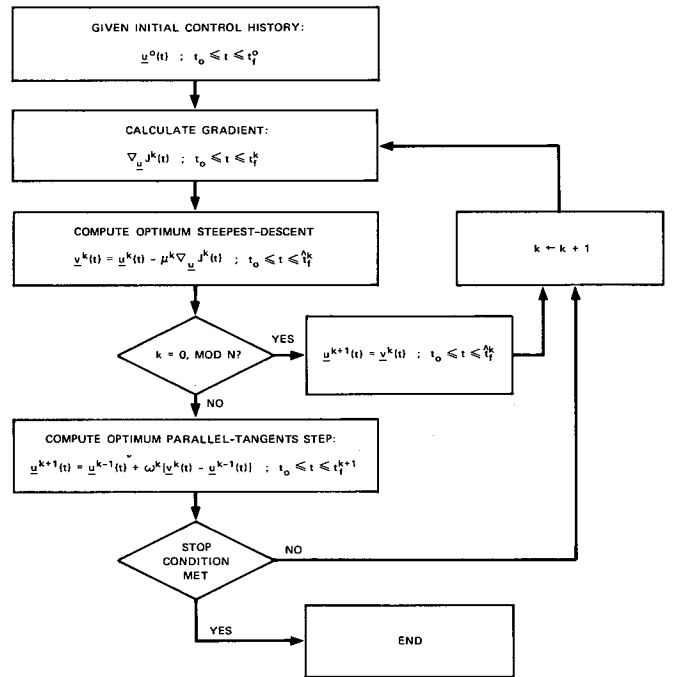 GIVEN INITIAL CONTROL HISTORY:
u⁰(t) ; t₀ ⩽ t ⩽ t_f⁰
CALCULATE GRADIENT:
∇_u J^k(t) ; t₀ ⩽ t ⩽ t_f^k
COMPUTE OPTIMUM STEEPEST-DESCENT
v^k(t) = u^k(t) - μ^k ∇_u J^k(t) ; t₀ ⩽ t ⩽ t̂_f^k
k ← k + 1
k = 0, MOD N?
YES
u^{k+1}(t) = v^k(t) ; t₀ ⩽ t ⩽ t̂_f^k
NO
COMPUTE OPTIMUM PARALLEL-TANGENTS STEP:
u^{k+1}(t) = u^{k-1}(t) + ω^k [v^k(t) - u^{k-1}(t)] ; t₀ ⩽ t ⩽ t_f^{k+1}
STOP
CONDITION
MET
NO
YES
END